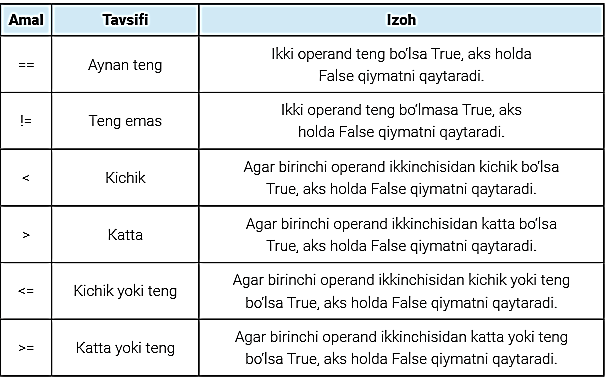 Amal Tavsifi Izoh
== Aynan teng Ikki operand teng bo‘lsa True, aks holda
False qiymatni qaytaradi.
!= Teng emas Ikki operand teng bo‘lmasa True, aks
holda False qiymatni qaytaradi.
< Kichik Agar birinchi operand ikkinchisidan kichik bo‘lsa
True, aks holda False qiymatni qaytaradi.
> Katta Agar birinchi operand ikkinchisidan katta bo‘lsa
True, aks holda False qiymatni qaytaradi.
<= Kichik yoki teng Agar birinchi operand ikkinchisidan kichik yoki teng
bo‘lsa True, aks holda False qiymatni qaytaradi.
>= Katta yoki teng Agar birinchi operand ikkinchisidan katta yoki teng
bo‘lsa True, aks holda False qiymatni qaytaradi.